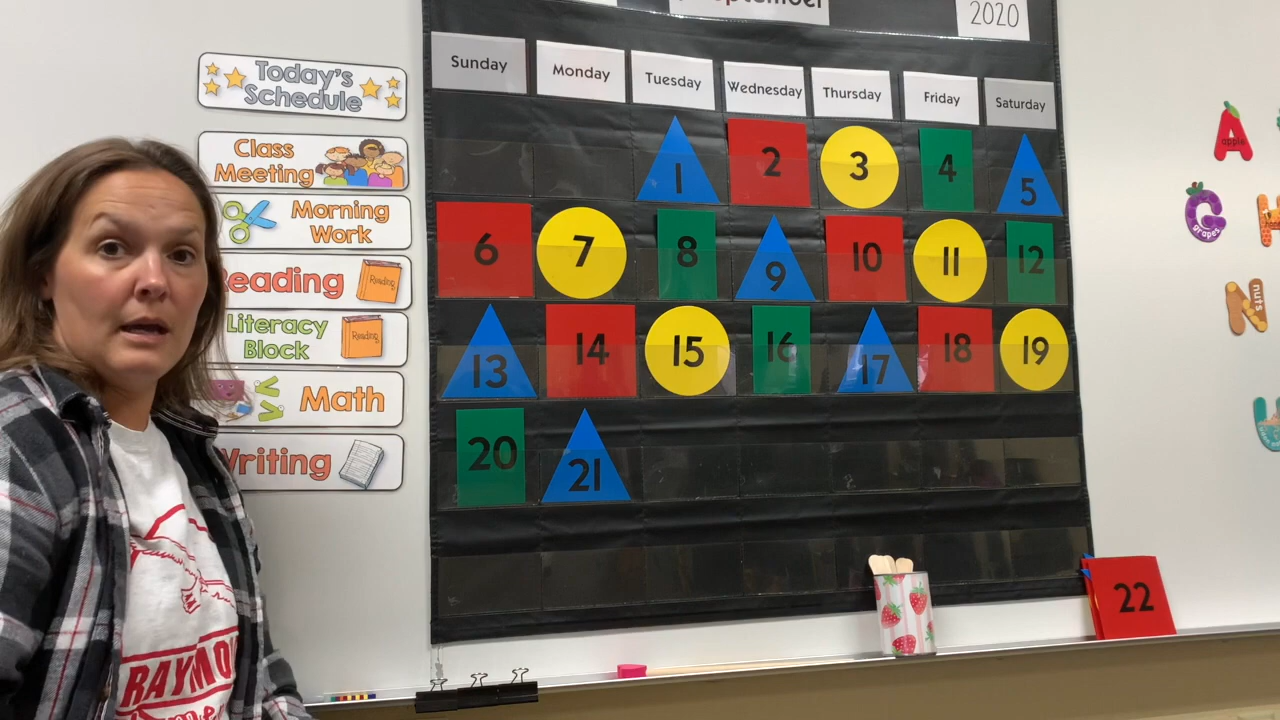 September
2020
Sunday Monday Tuesday Wednesday Thursday Friday Saturday
1 2 3 4 5
6 7 8 9 10 11 12
13 14 15 16 17 18 19
20 21
22
Today's
Schedule
Class
Meeting
Morning
Work
Reading
Reading
Literacy
Block
Reading
Math
Writing
RAYMO
A
apple
G
grapes
H
N
nuts
U